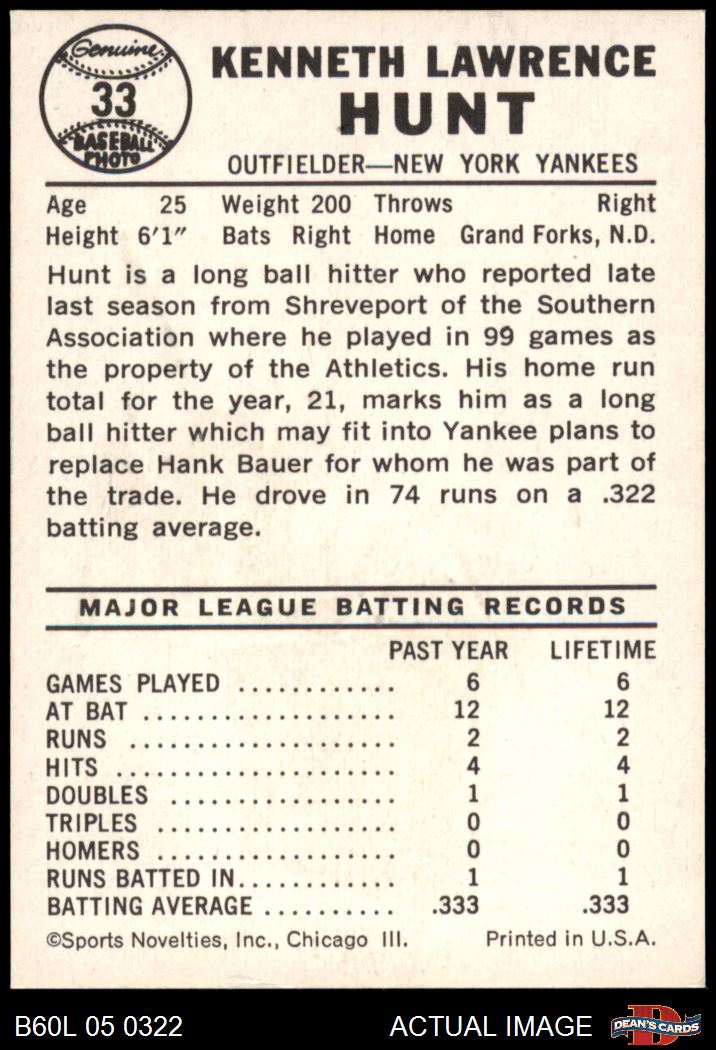 Genuine
33
BASEBALL
PHOTO
KENNETH LAWRENCE
HUNT
OUTFIELDER—NEW YORK YANKEES
Age 25 Weight 200 Throws Right
Height 6'1" Bats Right Home Grand Forks, N.D.
Hunt is a long ball hitter who reported late
last season from Shreveport of the Southern
Association where he played in 99 games as
the property of the Athletics. His home run
total for the year, 21, marks him as a long
ball hitter which may fit into Yankee plans to
replace Hank Bauer for whom he was part of
the trade. He drove in 74 runs on a .322
batting average.
MAJOR LEAGUE BATTING RECORDS
PAST YEAR LIFETIME
GAMES PLAYED ............ 6 6
AT BAT ................... 12 12
RUNS .................... 2 2
HITS ..................... 4 4
DOUBLES ................. 1 1
TRIPLES .................. 0 0
HOMERS .................. 0 0
RUNS BATTED IN............ 1 1
BATTING AVERAGE .......... .333 .333
©Sports Novelties, Inc., Chicago Ill. Printed in U.S.A.
B60L 05 0322 ACTUAL IMAGE DEAN'S CARDS